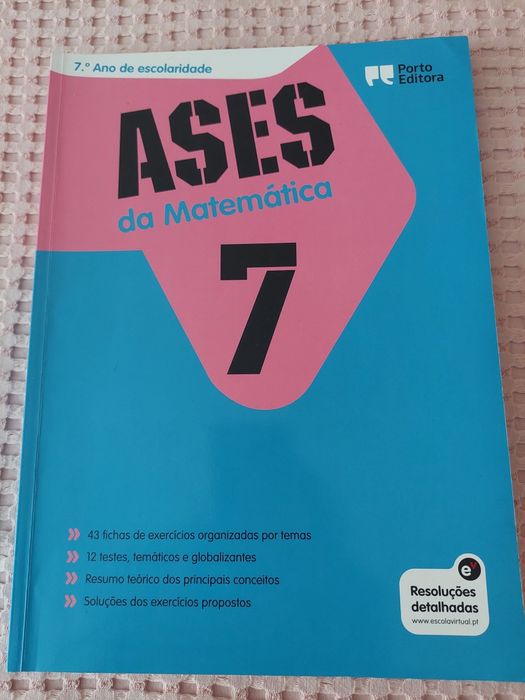 7.º Ano de escolaridade
Porto
Editora
ASES
da Matemática
7
43 fichas de exercícios organizadas por temas
12 testes, temáticos e globalizantes
Resumo teórico dos principais conceitos
Soluções dos exercícios propostos
ev
Resoluções
detalhadas
www.escolavirtual.pt